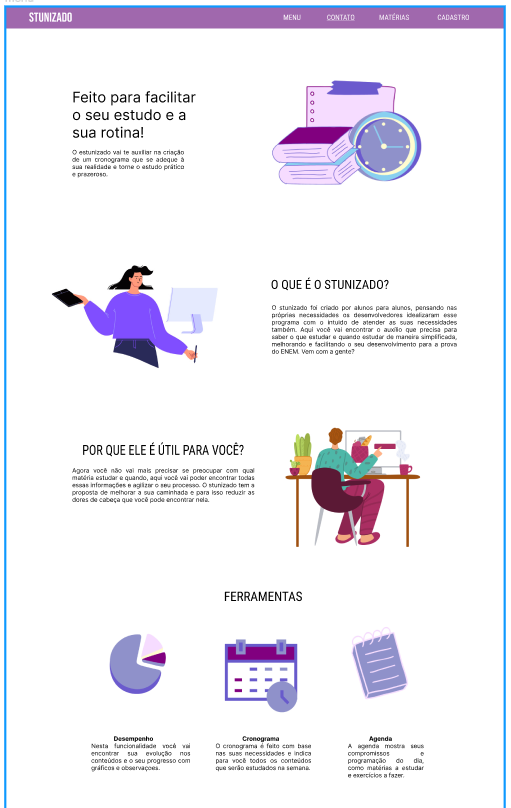 STUNIZADO
MENU
CONTATO
MATÉRIAS
CADASTRO
Feito para facilitar
o seu estudo e a
sua rotina!
O estunizado vai te auxiliar na criação
de um cronograma que se adeque à
sua realidade e torne o estudo prático
e prazeroso.
O QUE É O STUNIZADO?
O stunizado foi criado por alunos para alunos, pensando nas
próprias necessidades os desenvolvedores idealizaram esse
programa com o intuido de atender as suas necessidades
também. Aqui você vai encontrar o auxílio que precisa para
saber o que estudar e quando estudar de maneira simplificada,
melhorando e facilitando o seu desenvolvimento para a prova
do ENEM. Vem com a gente?
POR QUE ELE É ÚTIL PARA VOCÊ?
Agora você não vai mais precisar se preocupar com qual
matéria estudar e quando, aqui você vai poder encontrar todas
essas informações e agilizar o seu processo. O stunizado tem a
proposta de melhorar a sua caminhada e para isso reduzir as
dores de cabeça que você pode encontrar nela.
FERRAMENTAS
Desempenho
Nesta funcionalidade você vai
encontrar sua evolução nos
conteúdos e o seu progresso com
gráficos e observaçoes.
Cronograma
O cronograma é feito com base
nas suas necessidades e indica
para você todos os conteúdos
que serão estudados na semana.
Agenda
A agenda mostra seus
compromissos e
programação do dia,
como matérias a estudar
e exercícios a fazer.